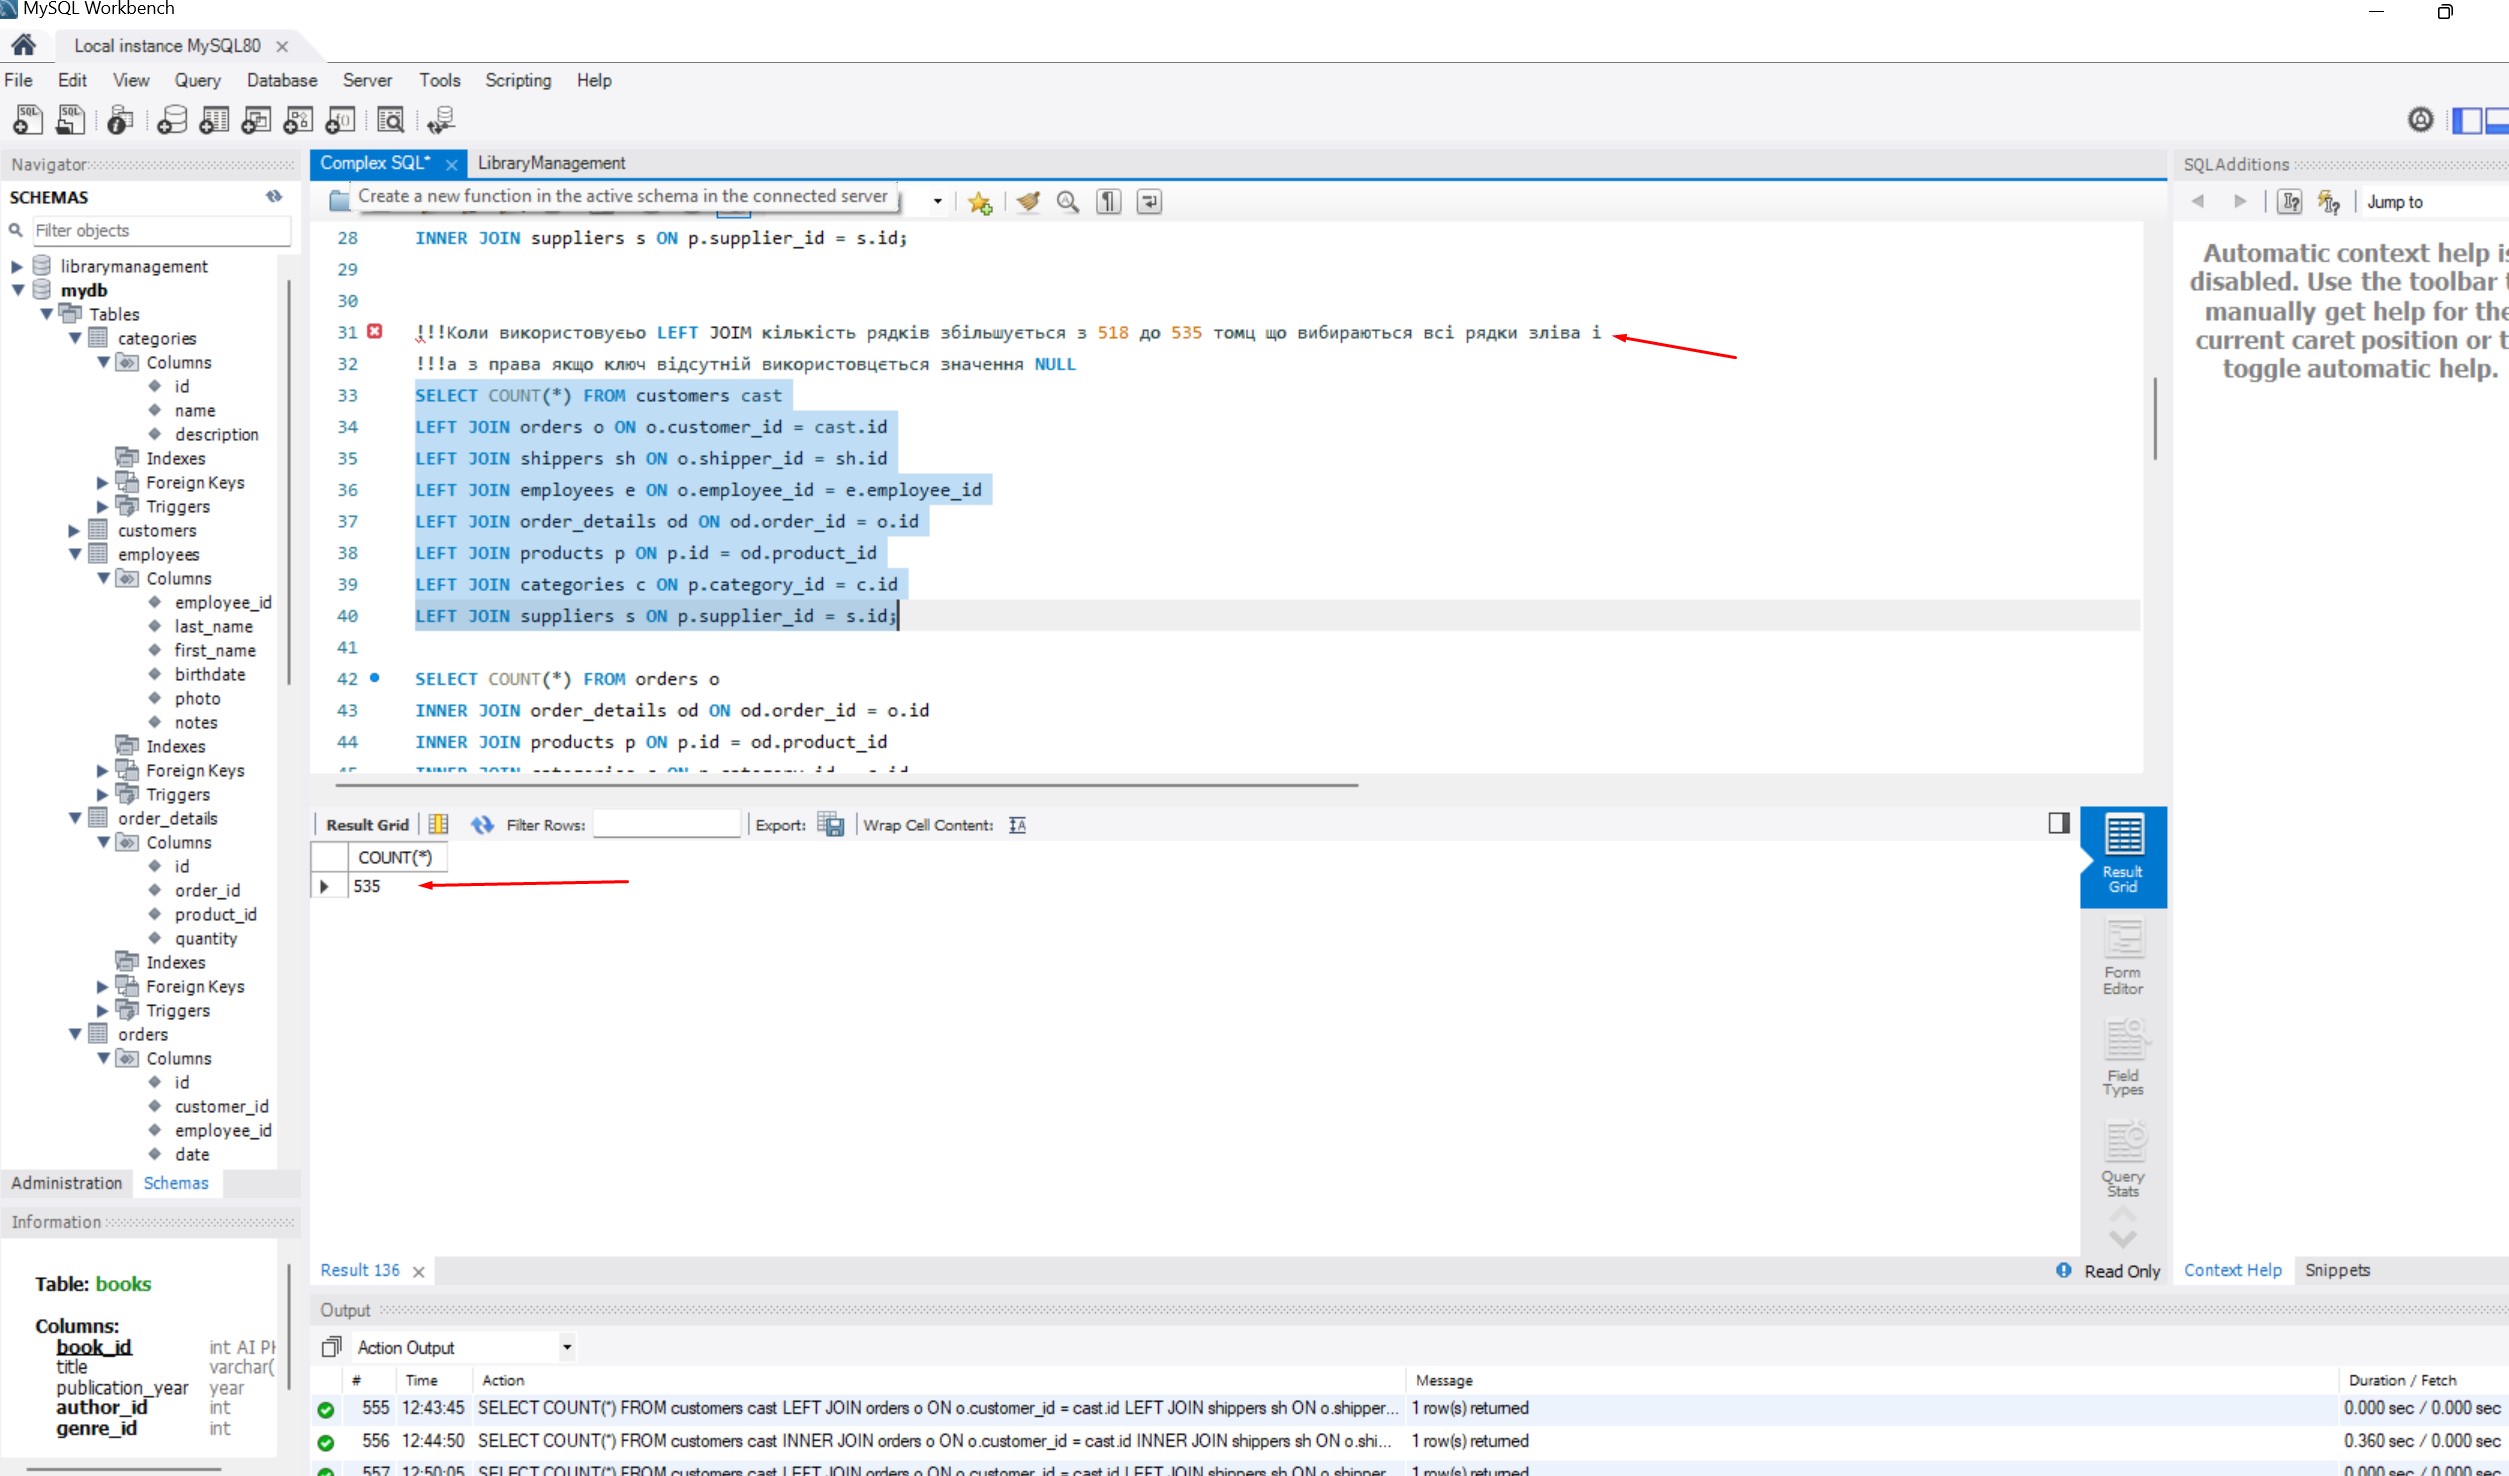 MySQL Workbench
Local instance MySQL80
File Edit View Query Database Server Tools Scripting Help
Navigator
SCHEMAS
Filter objects
librarymanagement
mydb
Tables
categories
Columns
id
name
description
Indexes
Foreign Keys
Triggers
customers
employees
Columns
employee_id
last_name
first_name
birthdate
photo
notes
Indexes
Foreign Keys
Triggers
order_details
Columns
id
order_id
product_id
quantity
Indexes
Foreign Keys
Triggers
orders
Columns
id
customer_id
employee_id
date
Administration Schemas
Information
Table: books
Columns:
book_id int AI PK
title varchar(
publication_year year
author_id int
genre_id int
Complex SQL* LibraryManagement
Create a new function in the active schema in the connected server
28 INNER JOIN suppliers s ON p.supplier_id = s.id;
29
30
31 !!!Коли використовуєьо LEFT JOIM кількість рядків збільшується з 518 до 535 томц що вибираються всі рядки зліва і
32 !!!а з права якщо ключ відсутній використовцеться значення NULL
33 SELECT COUNT(*) FROM customers cast
34 LEFT JOIN orders o ON o.customer_id = cast.id
35 LEFT JOIN shippers sh ON o.shipper_id = sh.id
36 LEFT JOIN employees e ON o.employee_id = e.employee_id
37 LEFT JOIN order_details od ON od.order_id = o.id
38 LEFT JOIN products p ON p.id = od.product_id
39 LEFT JOIN categories c ON p.category_id = c.id
40 LEFT JOIN suppliers s ON p.supplier_id = s.id;
41
42 SELECT COUNT(*) FROM orders o
43 INNER JOIN order_details od ON od.order_id = o.id
44 INNER JOIN products p ON p.id = od.product_id
Result Grid Filter Rows: Export: Wrap Cell Content:
COUNT(*)
535
Result Grid
Form Editor
Field Types
Query Stats
Result 136
Read Only
SQLAdditions
Jump to
Automatic context help is
disabled. Use the toolbar t
manually get help for the
current caret position or t
toggle automatic help.
Context Help Snippets
Output
Action Output
# Time Action Message Duration / Fetch
555 12:43:45 SELECT COUNT(*) FROM customers cast LEFT JOIN orders o ON o.customer_id = cast.id LEFT JOIN shippers sh ON o.shipper... 1 row(s) returned 0.000 sec / 0.000 sec
556 12:44:50 SELECT COUNT(*) FROM customers cast INNER JOIN orders o ON o.customer_id = cast.id INNER JOIN shippers sh ON o.shi... 1 row(s) returned 0.360 sec / 0.000 sec
557 12:50:05 SELECT COUNT(*) FROM customers cast LEFT JOIN orders o ON o.customer_id = cast.id LEFT JOIN shippers sh ON o.shipper... 1 row(s) returned 0.000 sec / 0.000 sec